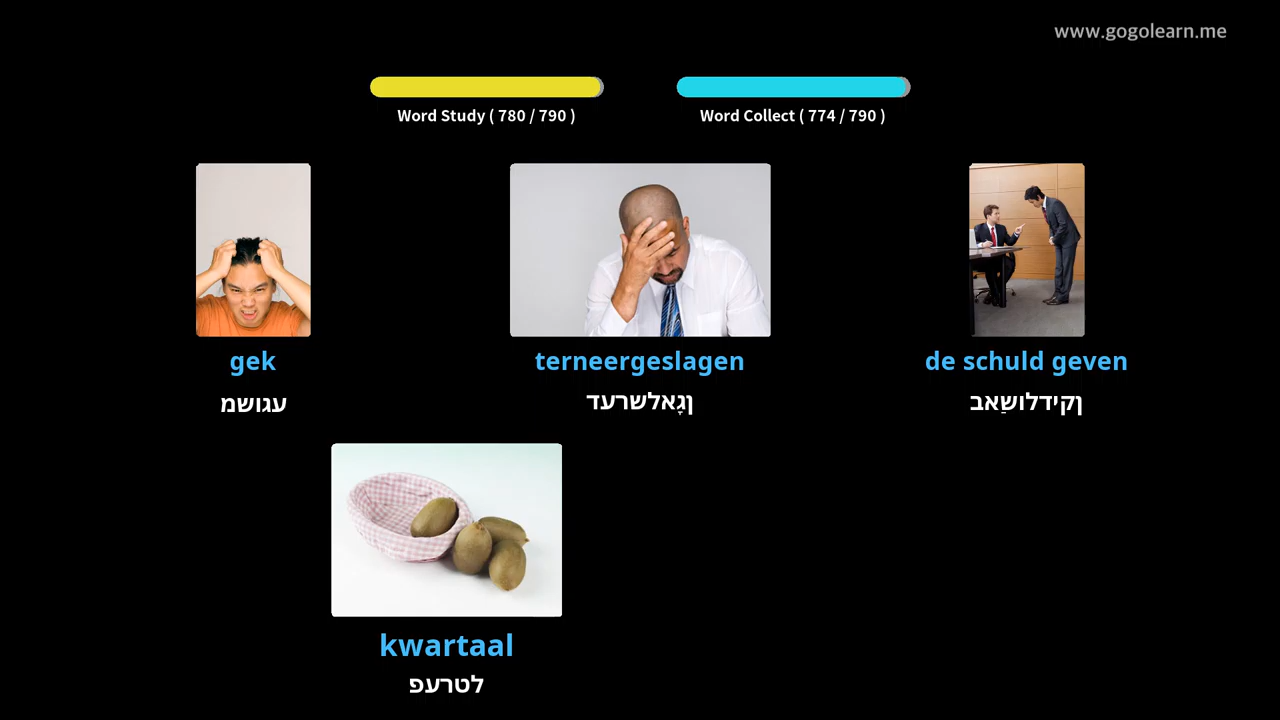 www.gogolearn.me
Word Study ( 780 / 790 )
Word Collect ( 774 / 790 )
gek
terneergeslagen
de schuld geven
עגושמ
ןגָאלשרעד
ןקידלושַאב
kwartaal
לטרעפ